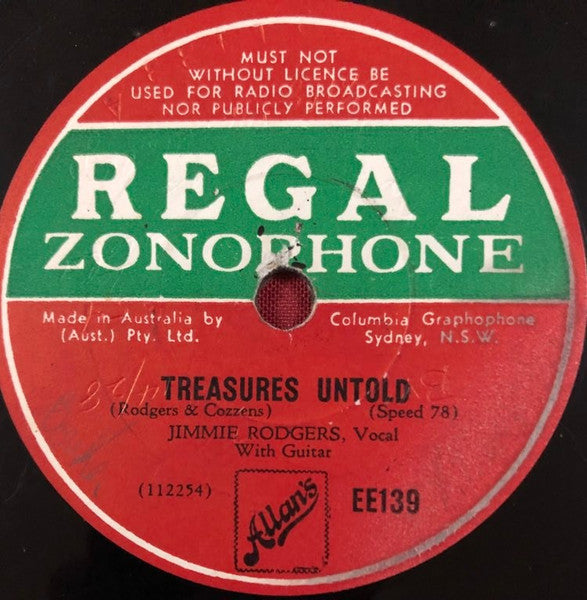 MUST NOT
WITHOUT LICENCE BE
USED FOR RADIO BROADCASTING
NOR PUBLICLY PERFORMED
REGAL
ZONOPHONE
Made in Australia by Columbia Graphophone
(Aust.) Pty. Ltd. Sydney, N.S.W.
TREASURES UNTOLD
(Rodgers & Cozzens) (Speed 78)
JIMMIE RODGERS, Vocal
With Guitar
(112254) Allan's EE139